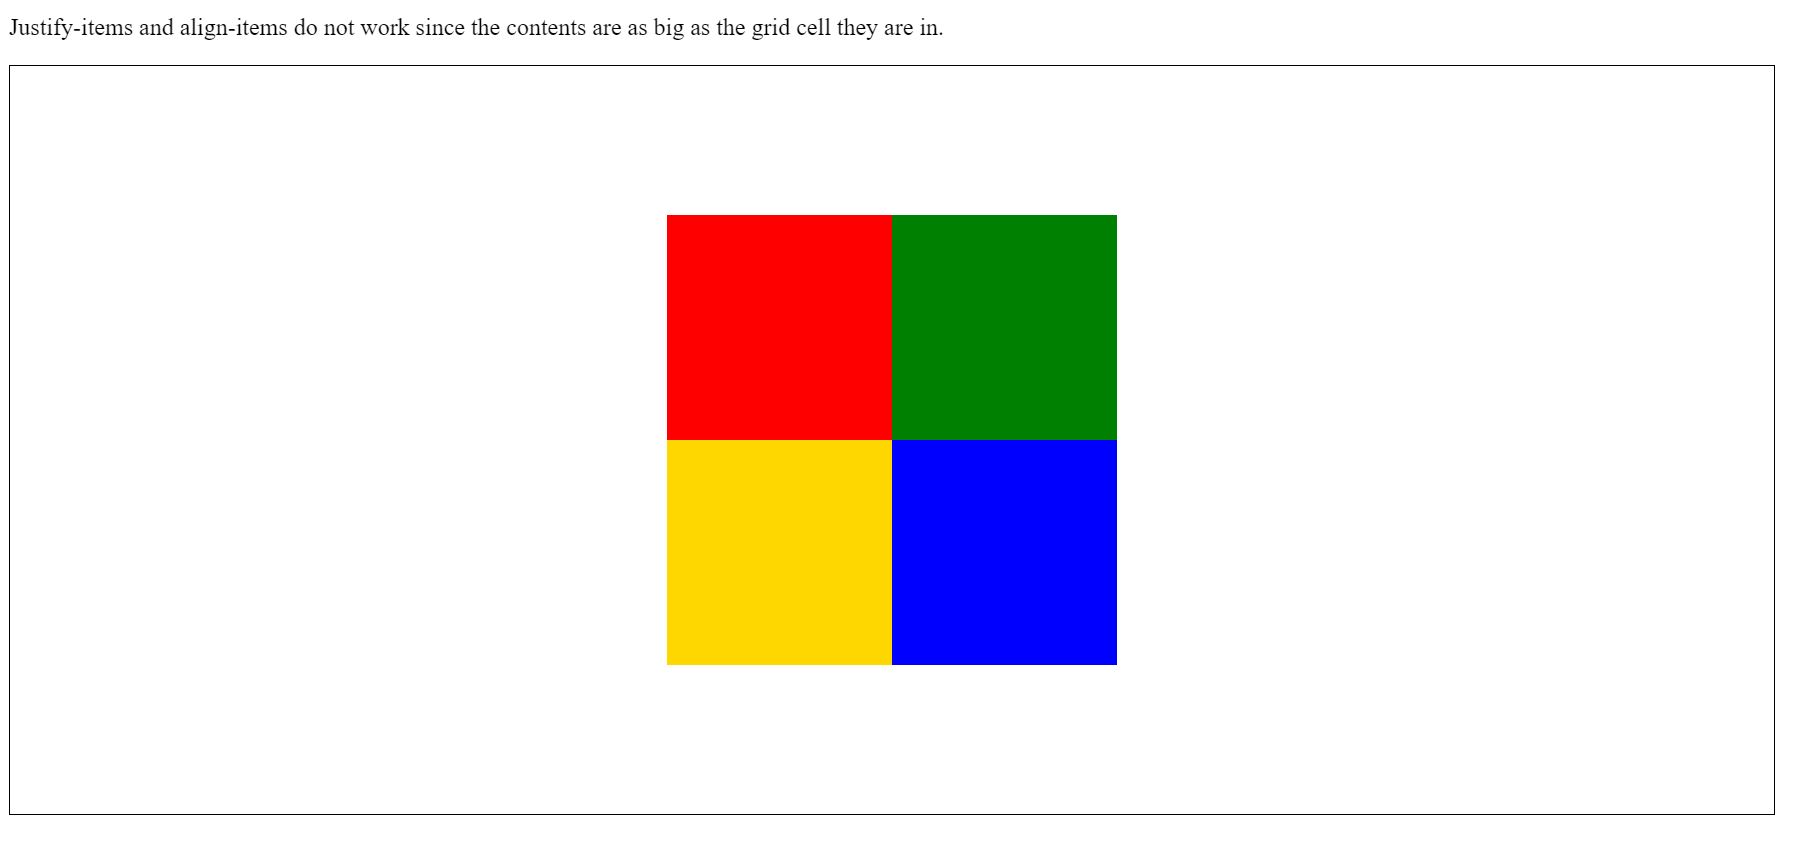 Justify-items and align-items do not work since the contents are as big as the grid cell they are in.